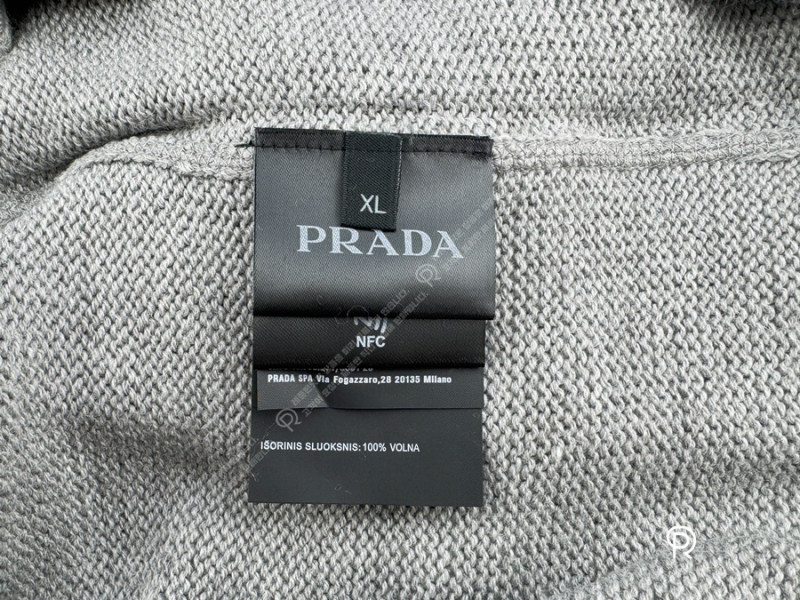 XL
PRADA
NFC
PRADA SPA Via Fogazzaro,28 20135 Milano
IŠORINIS SLUOKSNIS: 100% VOLNA